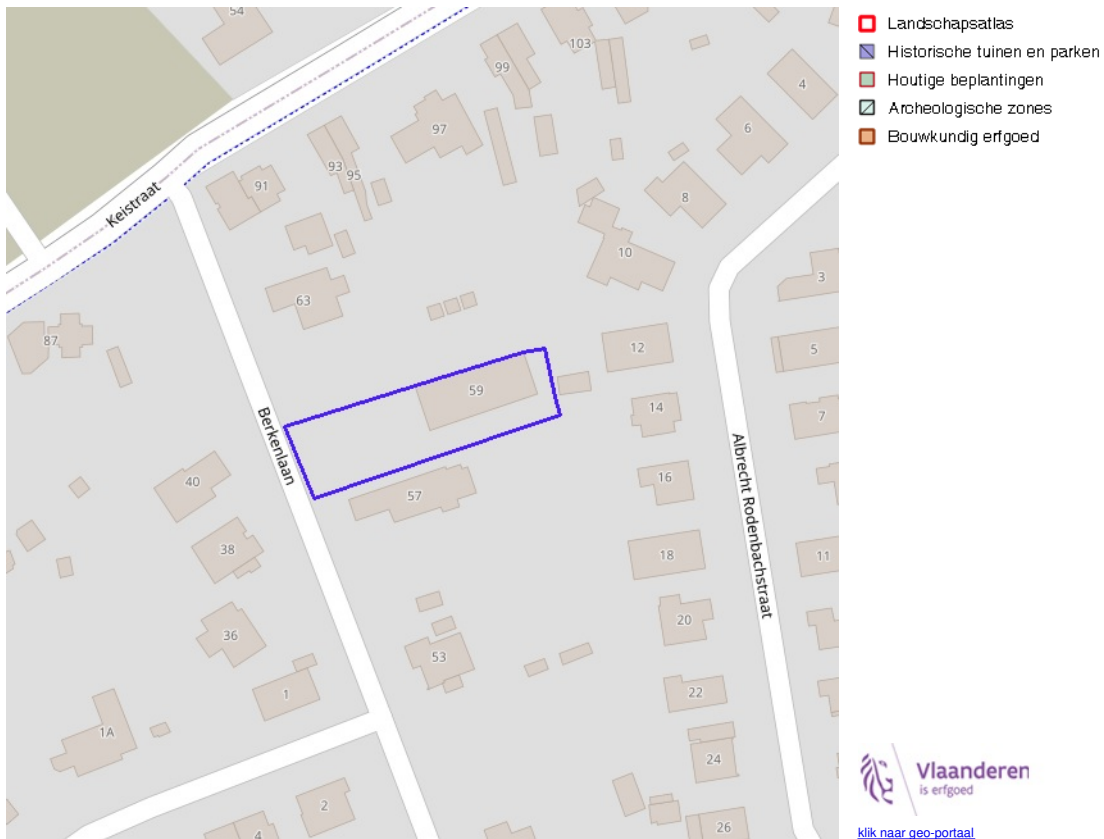 Landschapsatlas
Historische tuinen en parken
Houtige beplantingen
Archeologische zones
Bouwkundig erfgoed
54
103
99
97
93
95
91
4
6
8
10
3
Keistraat
63
87
12
5
59
14
7
Berkenlaan
Albrecht Rodenbachstraat
40
57
16
38
18
11
36
20
53
1
22
1A
24
2
4
26
Vlaanderen
is erfgoed
klik naar geo-portaal